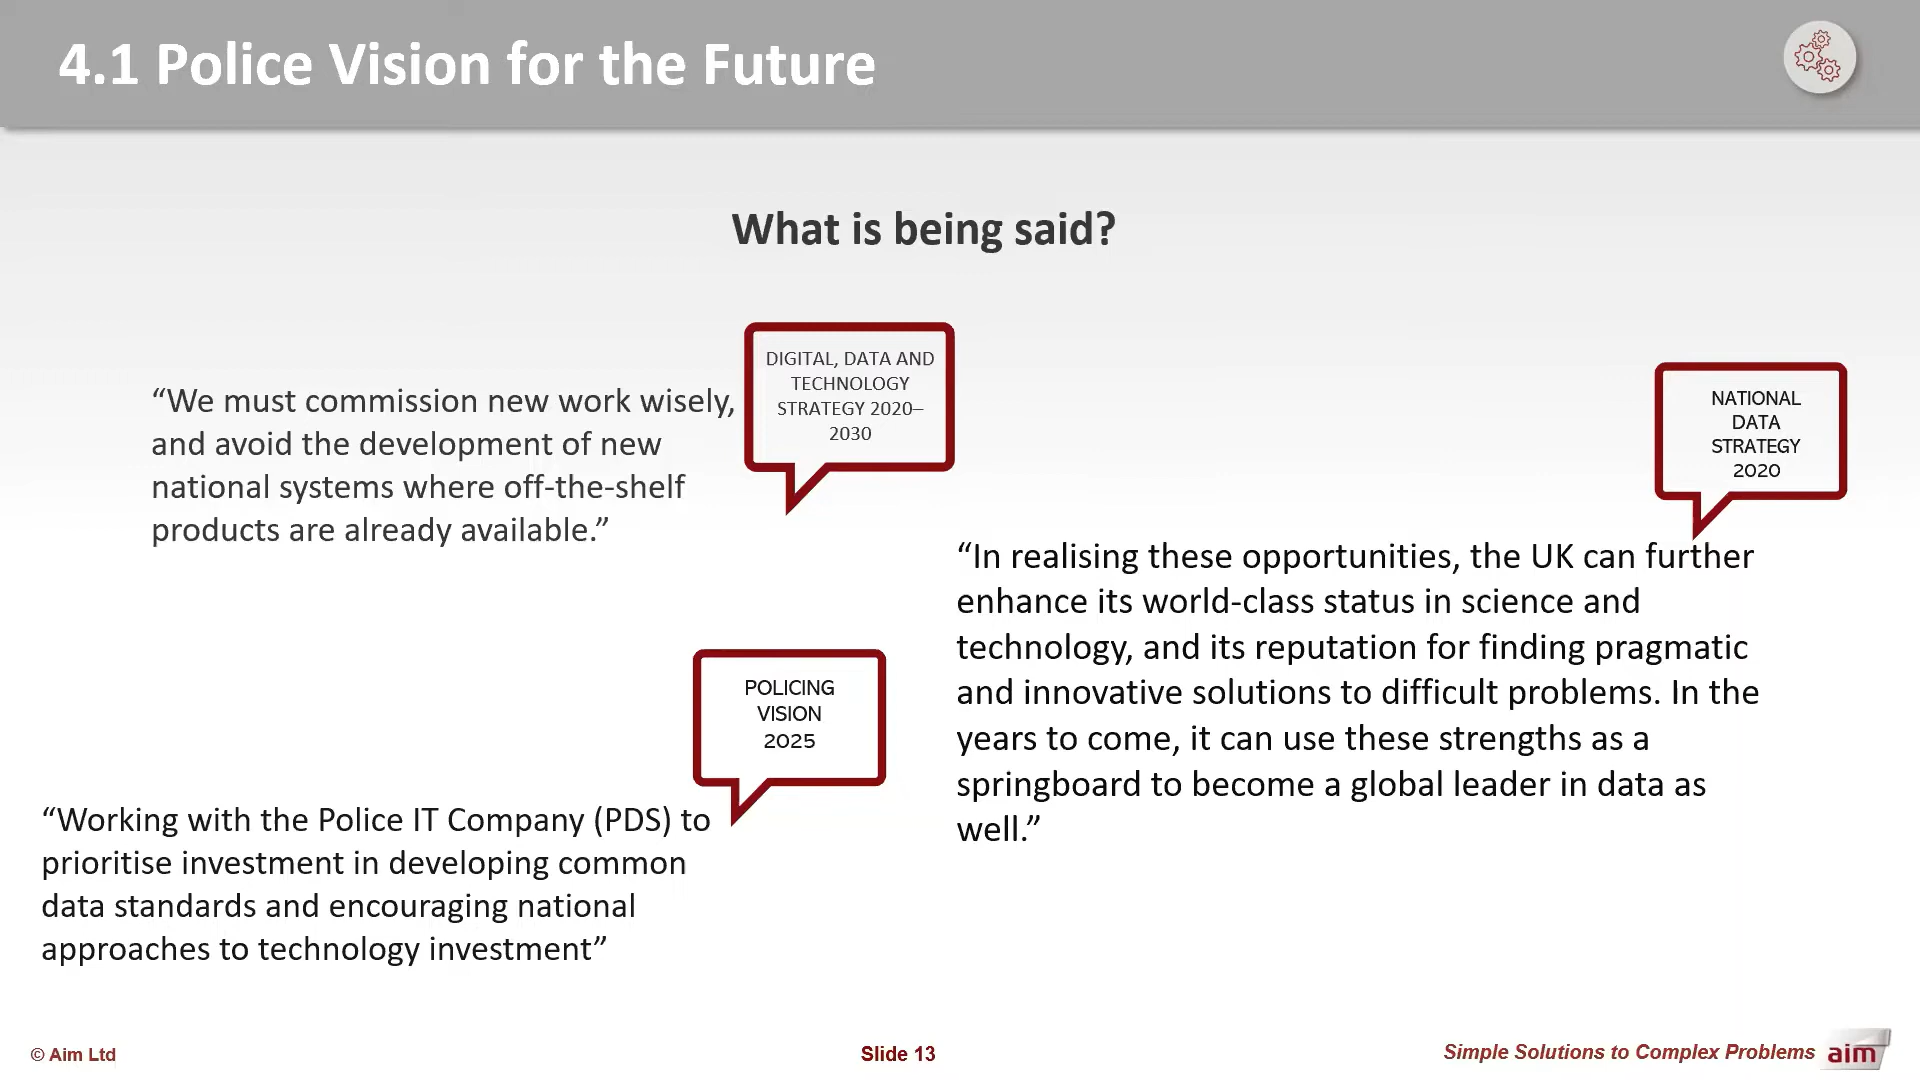 4.1 Police Vision for the Future
What is being said?
DIGITAL, DATA AND
TECHNOLOGY
STRATEGY 2020–
2030
“We must commission new work wisely,
and avoid the development of new
national systems where off-the-shelf
products are already available.”
NATIONAL
DATA
STRATEGY
2020
“In realising these opportunities, the UK can further
enhance its world-class status in science and
technology, and its reputation for finding pragmatic
and innovative solutions to difficult problems. In the
years to come, it can use these strengths as a
springboard to become a global leader in data as
well.”
POLICING
VISION
2025
“Working with the Police IT Company (PDS) to
prioritise investment in developing common
data standards and encouraging national
approaches to technology investment”
© Aim Ltd
Slide 13
Simple Solutions to Complex Problems
aim